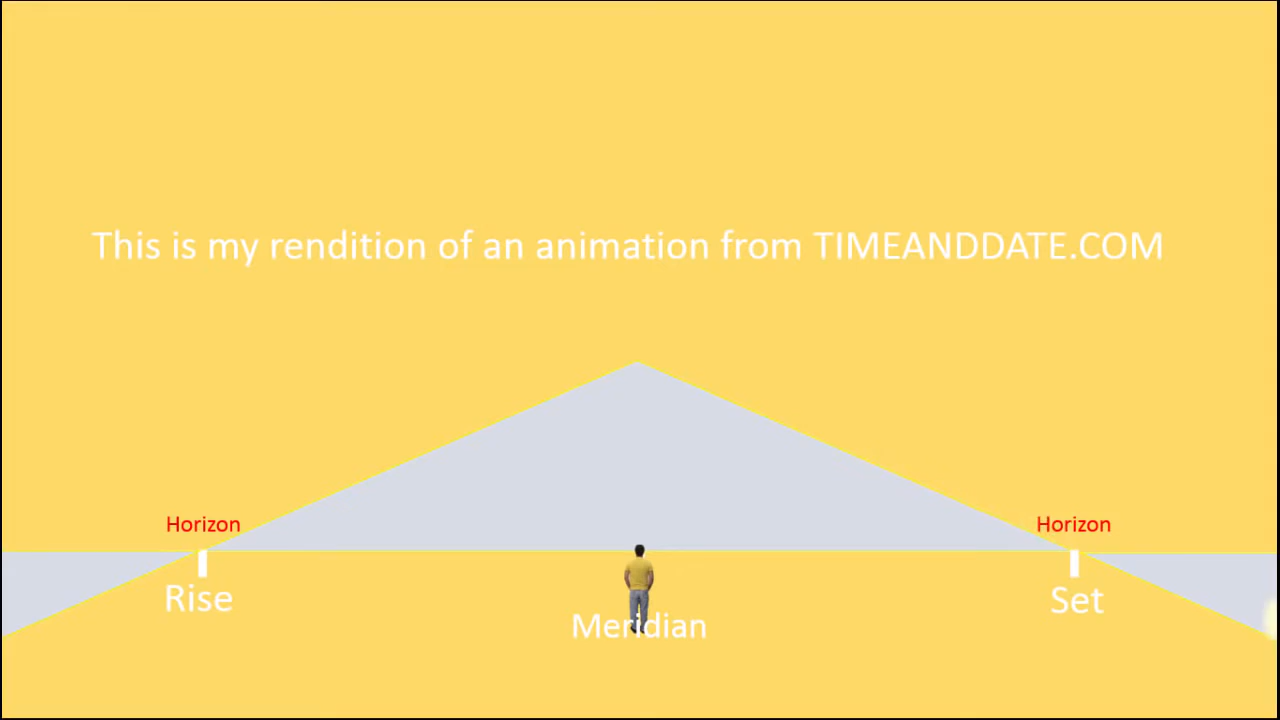 This is my rendition of an animation from TIMEANDDATE.COM
Horizon
Horizon
Rise
Set
Meridian